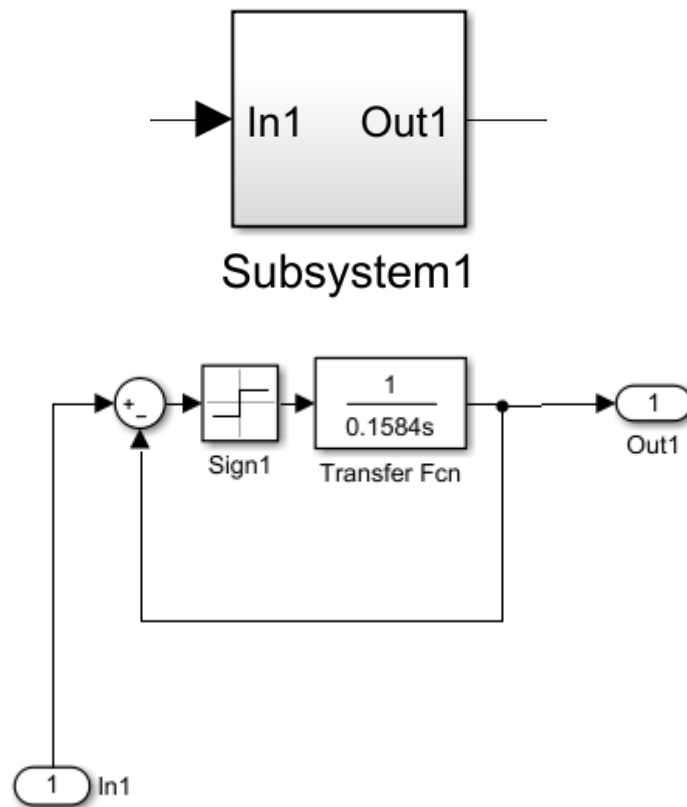 In1 Out1
Subsystem1
+
−
Sign1
1
0.1584s
Transfer Fcn
1
Out1
1
In1